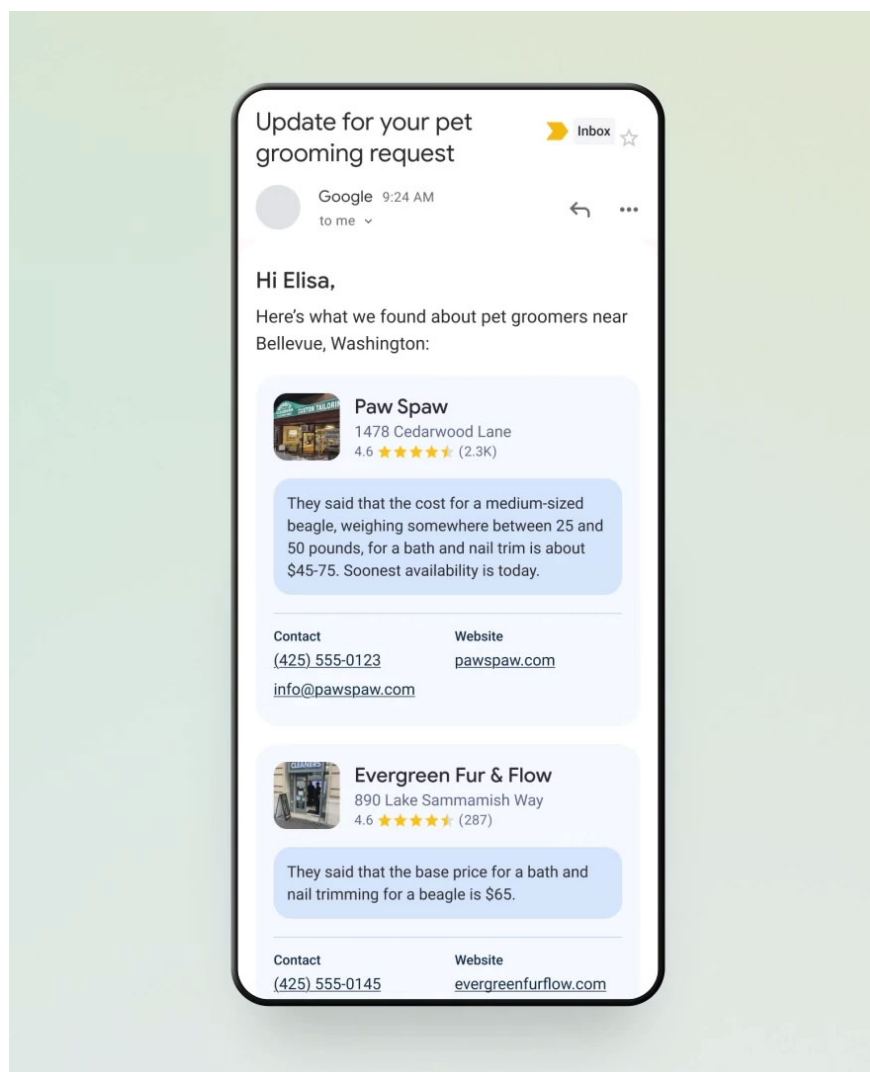 Update for your pet
grooming request
Inbox
Google 9:24 AM
to me
Hi Elisa,
Here’s what we found about pet groomers near
Bellevue, Washington:
Paw Spaw
1478 Cedarwood Lane
4.6 (2.3K)
They said that the cost for a medium-sized
beagle, weighing somewhere between 25 and
50 pounds, for a bath and nail trim is about
$45-75. Soonest availability is today.
Contact Website
(425) 555-0123 pawspaw.com
info@pawspaw.com
Evergreen Fur & Flow
890 Lake Sammamish Way
4.6 (287)
They said that the base price for a bath and
nail trimming for a beagle is $65.
Contact Website
(425) 555-0145 evergreenfurflow.com